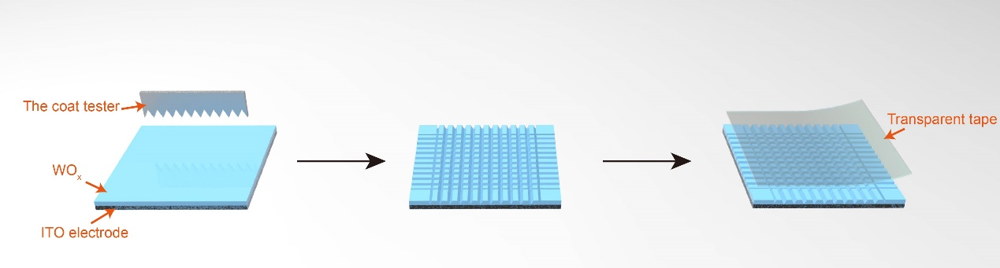 The coat tester
WOₓ
ITO electrode
Transparent tape